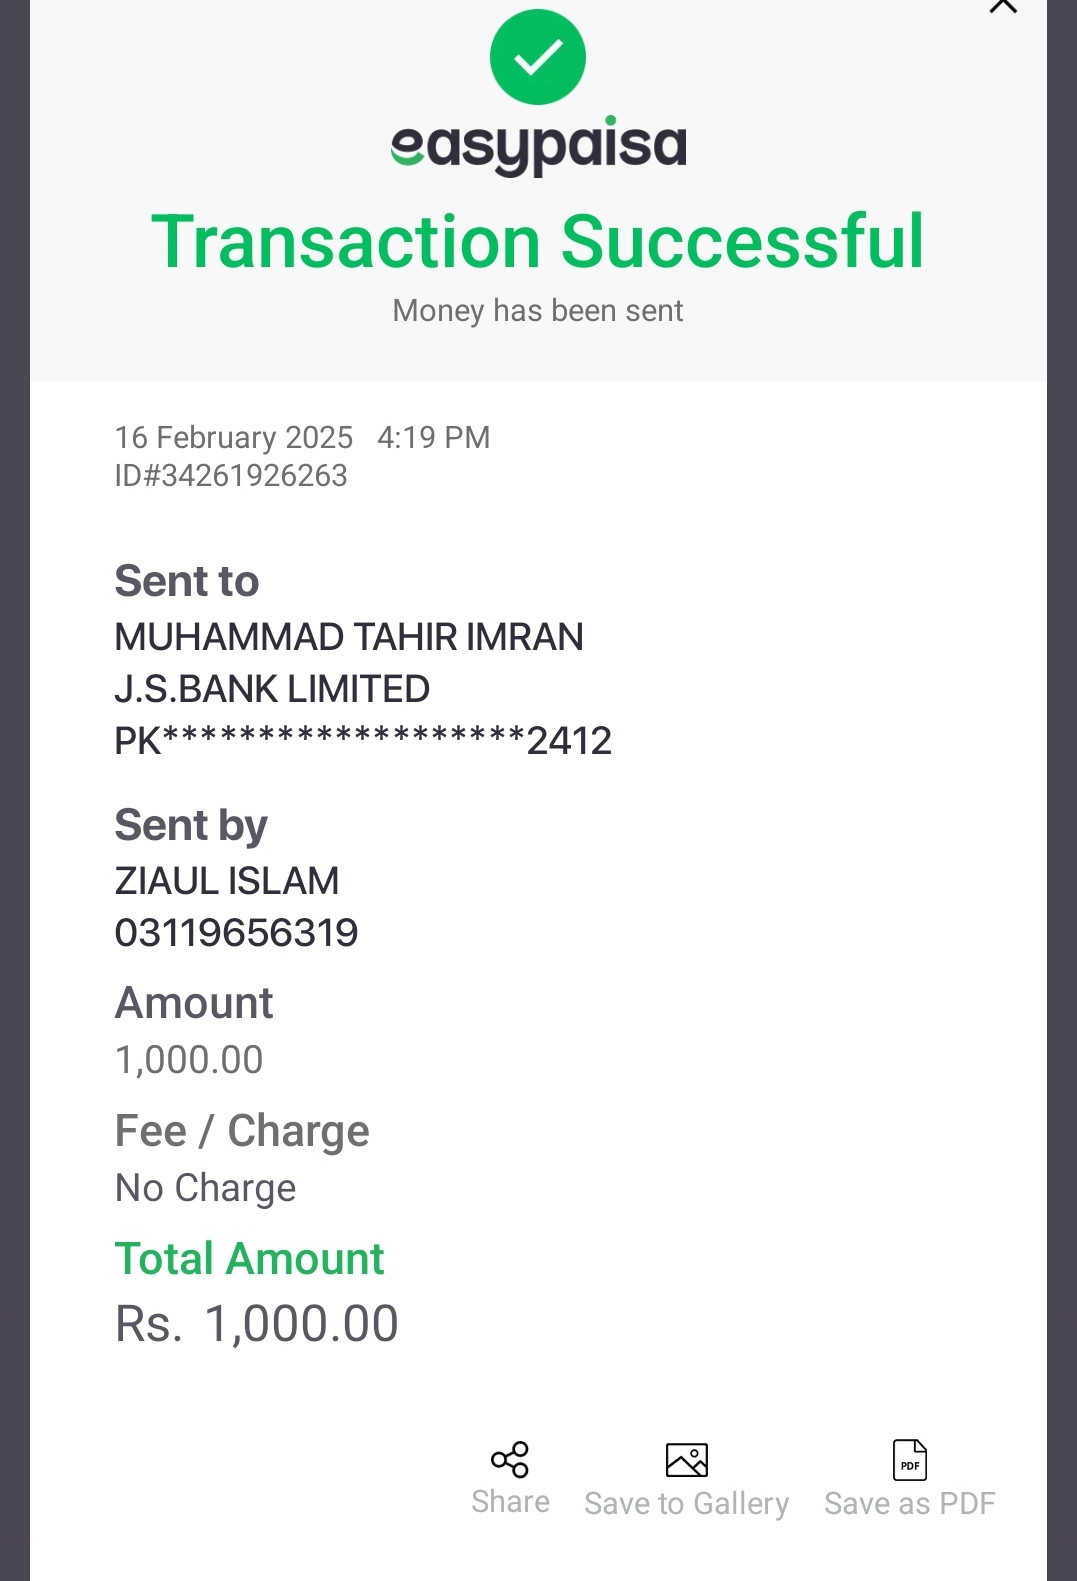 easypaisa
Transaction Successful
Money has been sent
16 February 2025 4:19 PM
ID#34261926263
Sent to
MUHAMMAD TAHIR IMRAN
J.S.BANK LIMITED
PK*******************2412
Sent by
ZIAUL ISLAM
03119656319
Amount
1,000.00
Fee / Charge
No Charge
Total Amount
Rs. 1,000.00
Share
Save to Gallery
PDF
Save as PDF